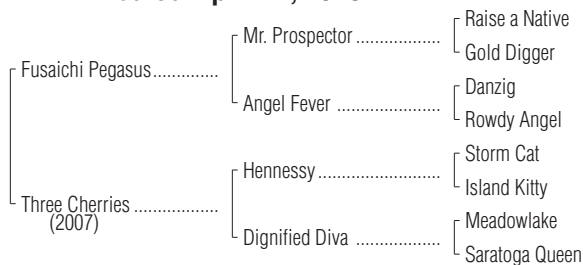 Raise a Native
Mr. Prospector ....................
Gold Digger
Fusaichi Pegasus ..............
Danzig
Angel Fever ........................
Rowdy Angel
Storm Cat
Hennessy ............................
Island Kitty
Three Cherries ..................
(2007)
Meadowlake
Dignified Diva .....................
Saratoga Queen